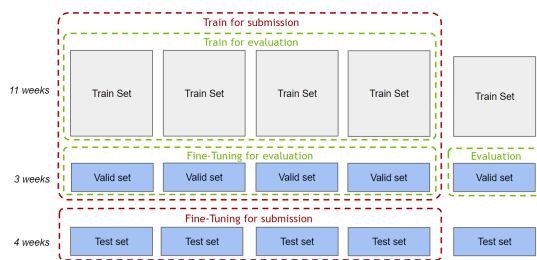 Train for submission
Train for evaluation
11 weeks
Train Set Train Set Train Set Train Set Train Set
Fine-Tuning for evaluation Evaluation
3 weeks
Valid set Valid set Valid set Valid set Valid set
Fine-Tuning for submission
4 weeks
Test set Test set Test set Test set Test set